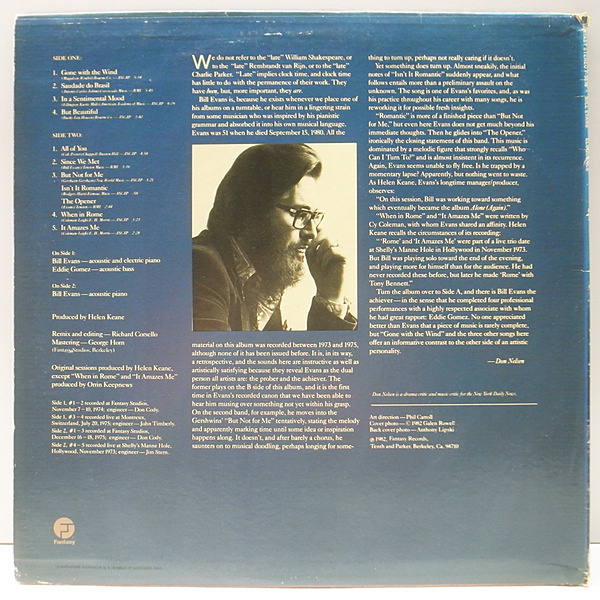 SIDE ONE:
1. Gone with the Wind
2. Saudade do Brasil
3. In a Sentimental Mood
4. But Beautiful
SIDE TWO:
1. All of You
2. Since We Met
3. But Not for Me
Isn't It Romantic
The Opener
4. When in Rome
5. It Amazes Me
On Side 1:
Bill Evans—acoustic and electric piano
Eddie Gomez—acoustic bass
On Side 2:
Bill Evans—acoustic piano
Produced by Helen Keane
Remix and editing—Richard Corsello
Mastering—George Horn
(Fantasy Studios, Berkeley)
Original sessions produced by Helen Keane,
except "When in Rome" and "It Amazes Me"
produced by Orrin Keepnews
Side 1, #1–2 recorded at Fantasy Studios,
November 7–10, 1974; engineer—Don Cody.
Side 1, #3–4 recorded live at Montreux,
Switzerland, July 20, 1975; engineer—John Timberly.
Side 2, #1–3 recorded at Fantasy Studios,
December 16–18, 1975; engineer—Don Cody.
Side 2, #4–5 recorded live at Shelly's Manne Hole,
Hollywood, November 1973; engineer—Jim Stern.
Fantasy
We do not refer to the "late" William Shakespeare, or
to the "late" Rembrandt van Rijn, or to the "late"
Charlie Parker. "Late" implies clock time, and clock time
has little to do with the permanence of their work. They
have been, but, more important, they are.
Bill Evans is, because he exists whenever we place one of
his albums on a turntable, or hear him in a lingering strain
from some musician who was inspired by his pianistic
grammar and absorbed it into his own musical language.
Evans was 51 when he died September 15, 1980. All the
material on this album was recorded between 1973 and 1975,
although none of it has been issued before. It is, in its way,
a retrospective, and the sounds here are instructive as well as
artistically satisfying because they reveal Evans as the dual
person all artists are: the prober and the achiever. The
former plays on the B side of this album, and it is the first
time in Evans's recorded canon that we have been able to
hear him musing over something not yet within his grasp.
On the second band, for example, he moves into the
Gershwins' "But Not for Me" tentatively, stating the melody
and apparently marking time until some idea or inspiration
happens along. It doesn't, and after barely a chorus, he
saunters on to musical doodling, perhaps longing for some-
thing to turn up, perhaps not really caring if it doesn't.
Yet something does turn up. Almost sneakily, the initial
notes of "Isn't It Romantic" suddenly appear, and what
follows entails more than a preliminary assault on the
unknown. The song is one of Evans's favorites, and, as was
his practice throughout his career with many songs, he is
reworking it for possible fresh insights.
"Romantic" is more of a finished piece than "But Not
for Me," but even here Evans does not get much beyond his
immediate thoughts. Then he glides into "The Opener,"
ironically the closing statement of this band. This music is
dominated by a melodic figure that strongly recalls "Who
Can I Turn To?" and is almost insistent in its recurrence.
Again, Evans seems unable to fly free. Is he trapped by a
momentary lapse? Apparently, but nothing went to waste.
As Helen Keane, Evans's longtime manager/producer,
observes:
"On this session, Bill was working toward something
which eventually became the album Alone (Again)."
"When in Rome" and "It Amazes Me" were written by
Cy Coleman, with whom Evans shared an affinity. Helen
Keane recalls the circumstances of its recording:
"'Rome' and 'It Amazes Me' were part of a live trio date
at Shelly's Manne Hole in Hollywood in November 1973.
But Bill was playing solo toward the end of the evening,
and playing more for himself than for the audience. He had
never recorded these before, but later he made 'Rome' with
Tony Bennett."
Turn the album over to Side A, and there is Bill Evans the
achiever—in the sense that he completed four professional
performances with a highly respected associate with whom
he had great rapport: Eddie Gomez. No one appreciated
better than Evans that a piece of music is rarely complete,
but "Gone with the Wind" and the three other songs here
offer an informative contrast to the other side of an artistic
personality.
—Don Nelsen
Don Nelsen is a drama critic and music critic for the New York Daily News.
Art direction—Phil Carroll
Cover photo—© 1982 Galen Rowell
Back cover photo—Anthony Lipski
℗ 1982, Fantasy Records,
Tenth and Parker, Berkeley, Ca. 94710